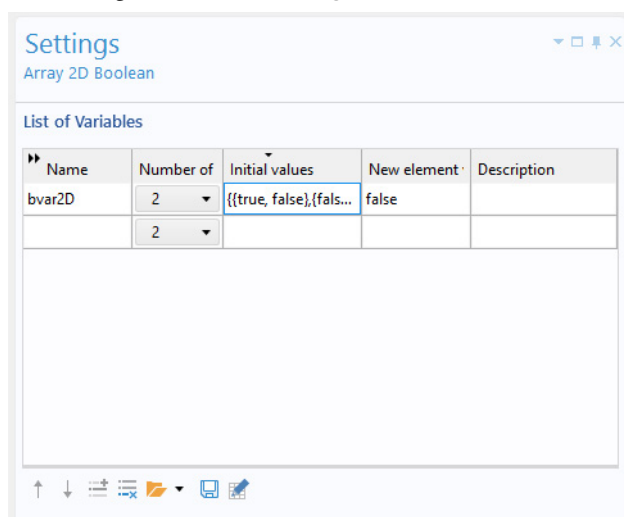 Settings
Array 2D Boolean
List of Variables
Name Number of Initial values New element Description
bvar2D 2 {{true, false},{fals... false
2